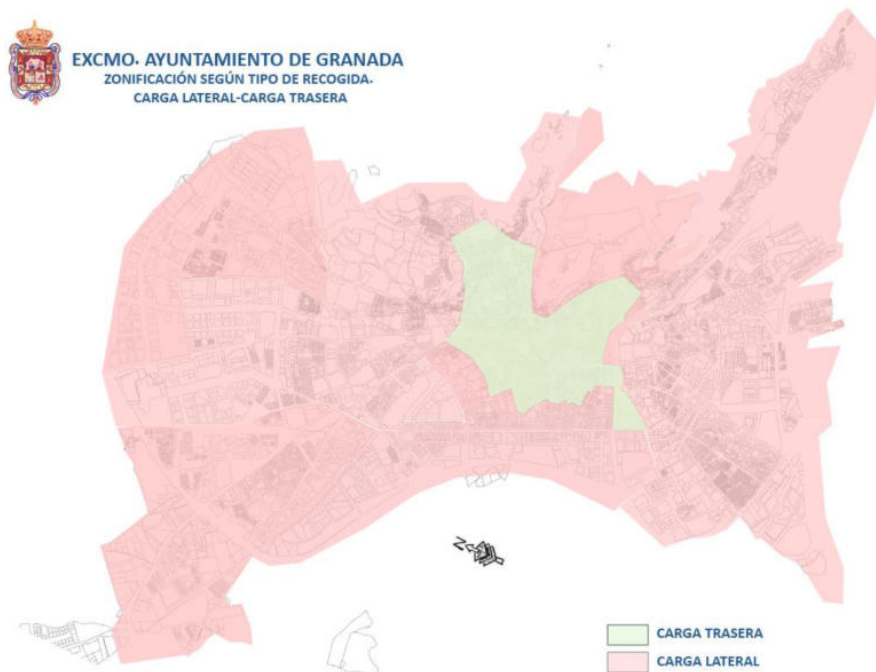 EXCMO. AYUNTAMIENTO DE GRANADA
ZONIFICACIÓN SEGÚN TIPO DE RECOGIDA.
CARGA LATERAL-CARGA TRASERA
N
CARGA TRASERA
CARGA LATERAL